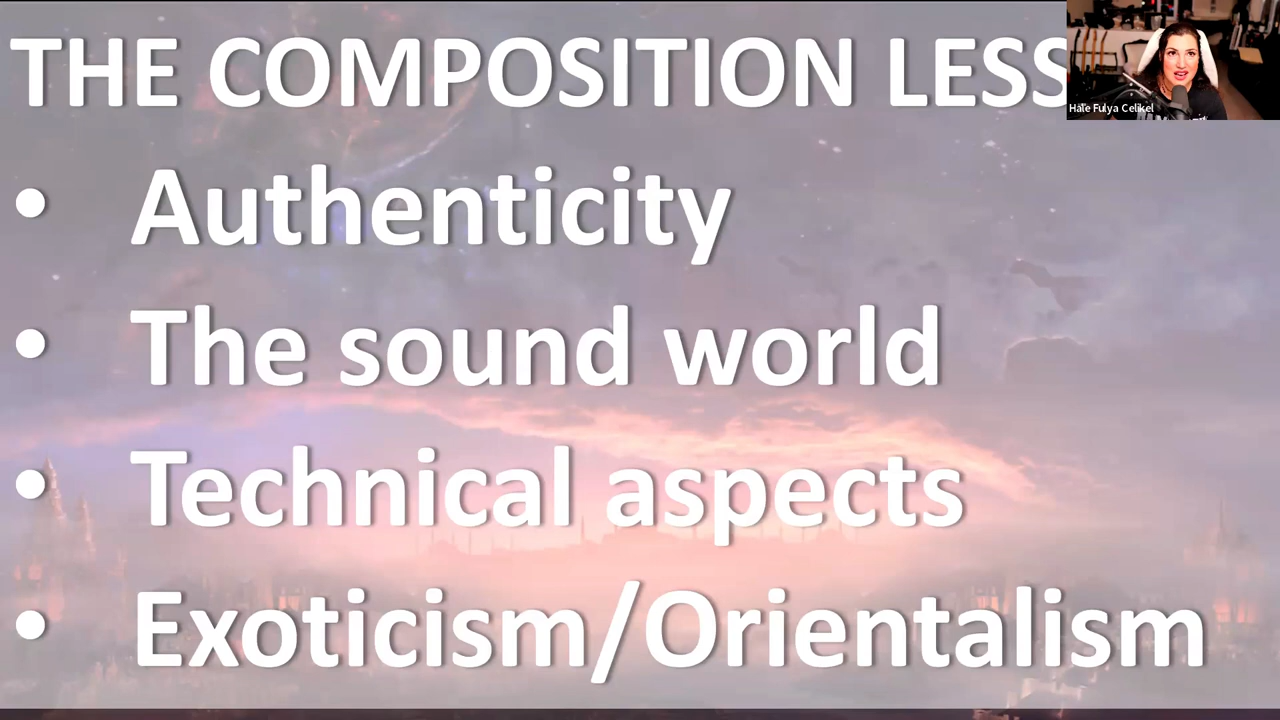 THE COMPOSITION LESS
Hale Fulya Celikel
• Authenticity
• The sound world
• Technical aspects
• Exoticism/Orientalism